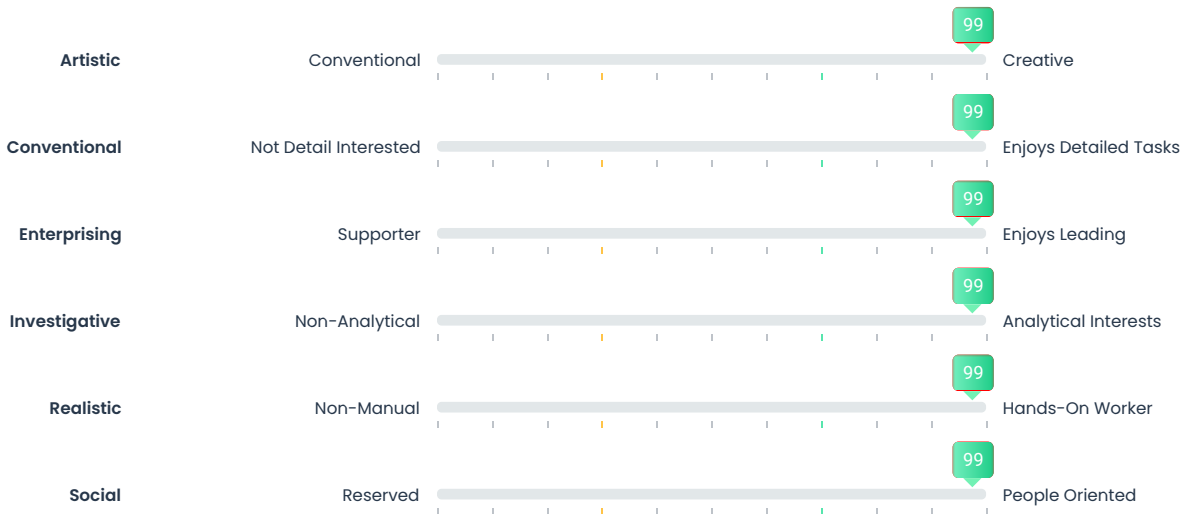 99
Artistic Conventional Creative
99
Conventional Not Detail Interested Enjoys Detailed Tasks
99
Enterprising Supporter Enjoys Leading
99
Investigative Non-Analytical Analytical Interests
99
Realistic Non-Manual Hands-On Worker
99
Social Reserved People Oriented